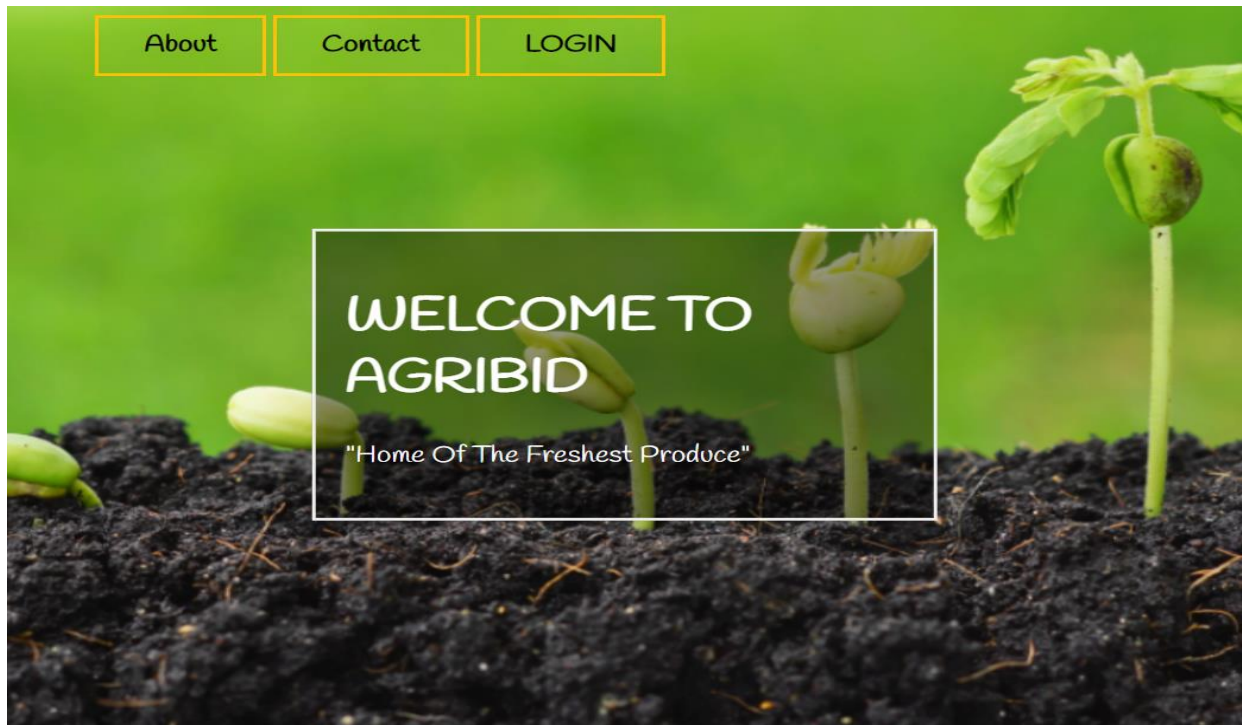 About
Contact
LOGIN
WELCOME TO
AGRIBID
"Home Of The Freshest Produce"